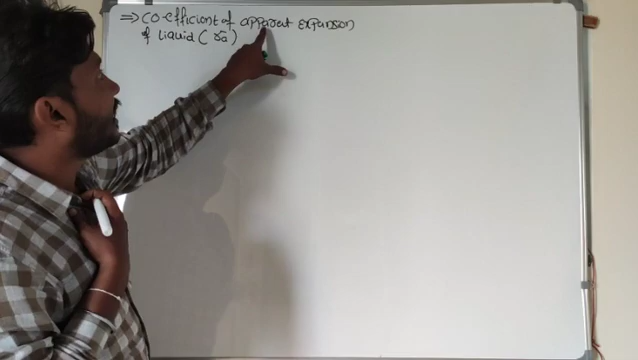 ⇒ CO-efficient of apparent expansion
of liquid (γa)